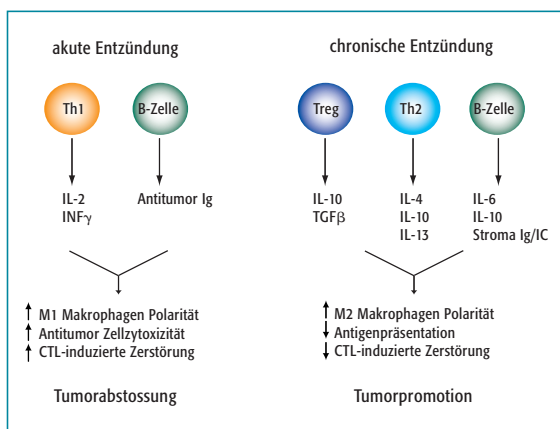 akute Entzündung
Th1
B-Zelle
IL-2
INFγ
Antitumor Ig
M1 Makrophagen Polarität
Antitumor Zellzytoxizität
CTL-induzierte Zerstörung
Tumorabstossung
chronische Entzündung
Treg
Th2
B-Zelle
IL-10
TGFβ
IL-4
IL-10
IL-13
IL-6
IL-10
Stroma Ig/IC
M2 Makrophagen Polarität
Antigenpräsentation
CTL-induzierte Zerstörung
Tumorpromotion